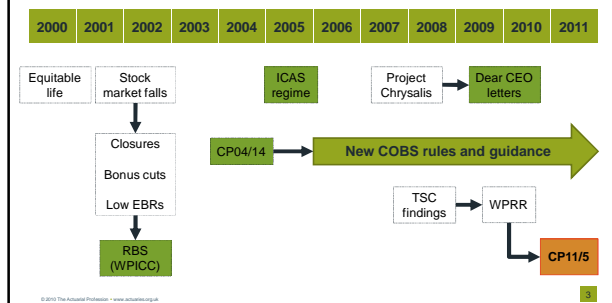 2000 2001 2002 2003 2004 2005 2006 2007 2008 2009 2010 2011
Equitable
life
Stock
market falls
ICAS
regime
Project
Chrysalis
Dear CEO
letters
Closures
Bonus cuts
Low EBRs
CP04/14
New COBS rules and guidance
TSC
findings
WPRR
RBS
(WPICC)
CP11/5
© 2010 The Actuarial Profession • www.actuaries.org.uk
3